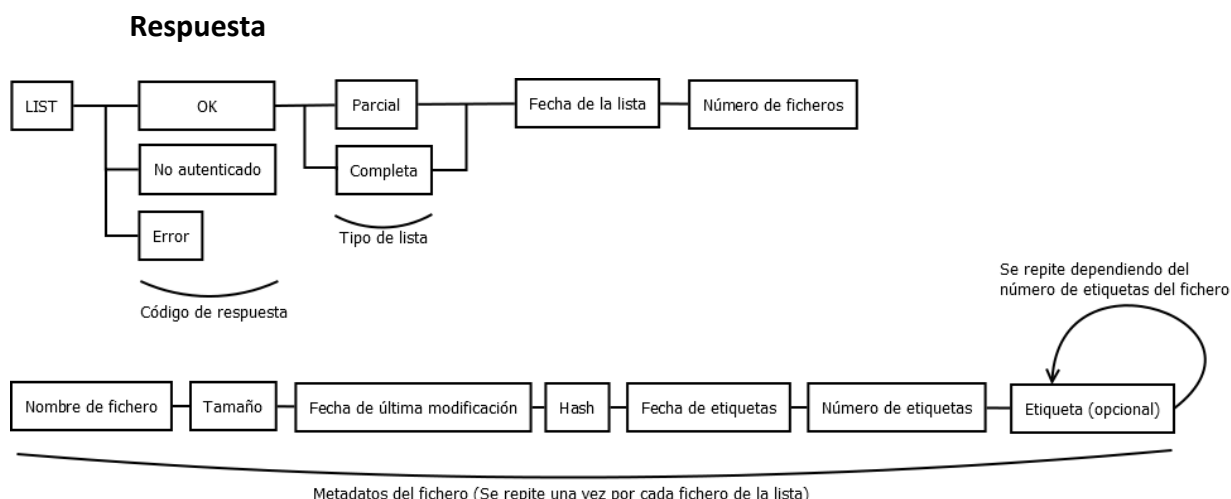 Respuesta
LIST
OK
Parcial
Fecha de la lista
Número de ficheros
No autenticado
Completa
Error
Tipo de lista
Código de respuesta
Se repite dependiendo del
número de etiquetas del fichero
Nombre de fichero
Tamaño
Fecha de última modificación
Hash
Fecha de etiquetas
Número de etiquetas
Etiqueta (opcional)
Metadatos del fichero (Se repite una vez por cada fichero de la lista)